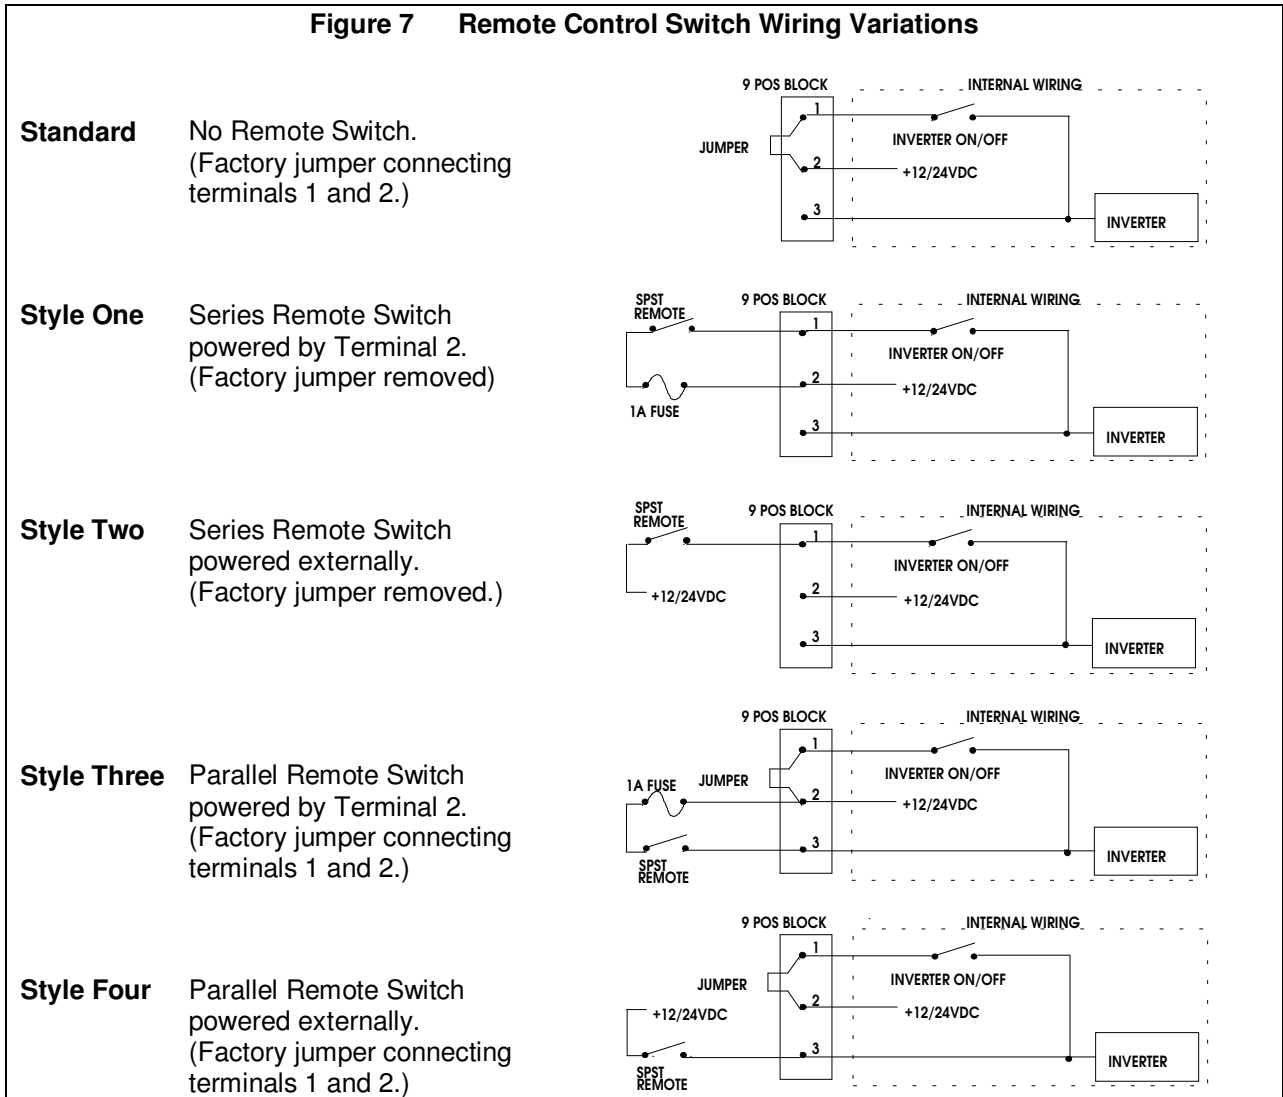 Figure 7 Remote Control Switch Wiring Variations
Standard No Remote Switch.
(Factory jumper connecting
terminals 1 and 2.)
9 POS BLOCK
INTERNAL WIRING
1
JUMPER
INVERTER ON/OFF
2
+12/24VDC
3
INVERTER
Style One Series Remote Switch
powered by Terminal 2.
(Factory jumper removed)
SPST
REMOTE
9 POS BLOCK
INTERNAL WIRING
1
INVERTER ON/OFF
2
+12/24VDC
1A FUSE
3
INVERTER
Style Two Series Remote Switch
powered externally.
(Factory jumper removed.)
SPST
REMOTE
9 POS BLOCK
INTERNAL WIRING
1
INVERTER ON/OFF
+12/24VDC
2
+12/24VDC
3
INVERTER
Style Three Parallel Remote Switch
powered by Terminal 2.
(Factory jumper connecting
terminals 1 and 2.)
9 POS BLOCK
INTERNAL WIRING
1
1A FUSE
JUMPER
INVERTER ON/OFF
2
+12/24VDC
3
SPST
REMOTE
INVERTER
Style Four Parallel Remote Switch
powered externally.
(Factory jumper connecting
terminals 1 and 2.)
9 POS BLOCK
INTERNAL WIRING
1
JUMPER
INVERTER ON/OFF
+12/24VDC
2
+12/24VDC
3
SPST
REMOTE
INVERTER